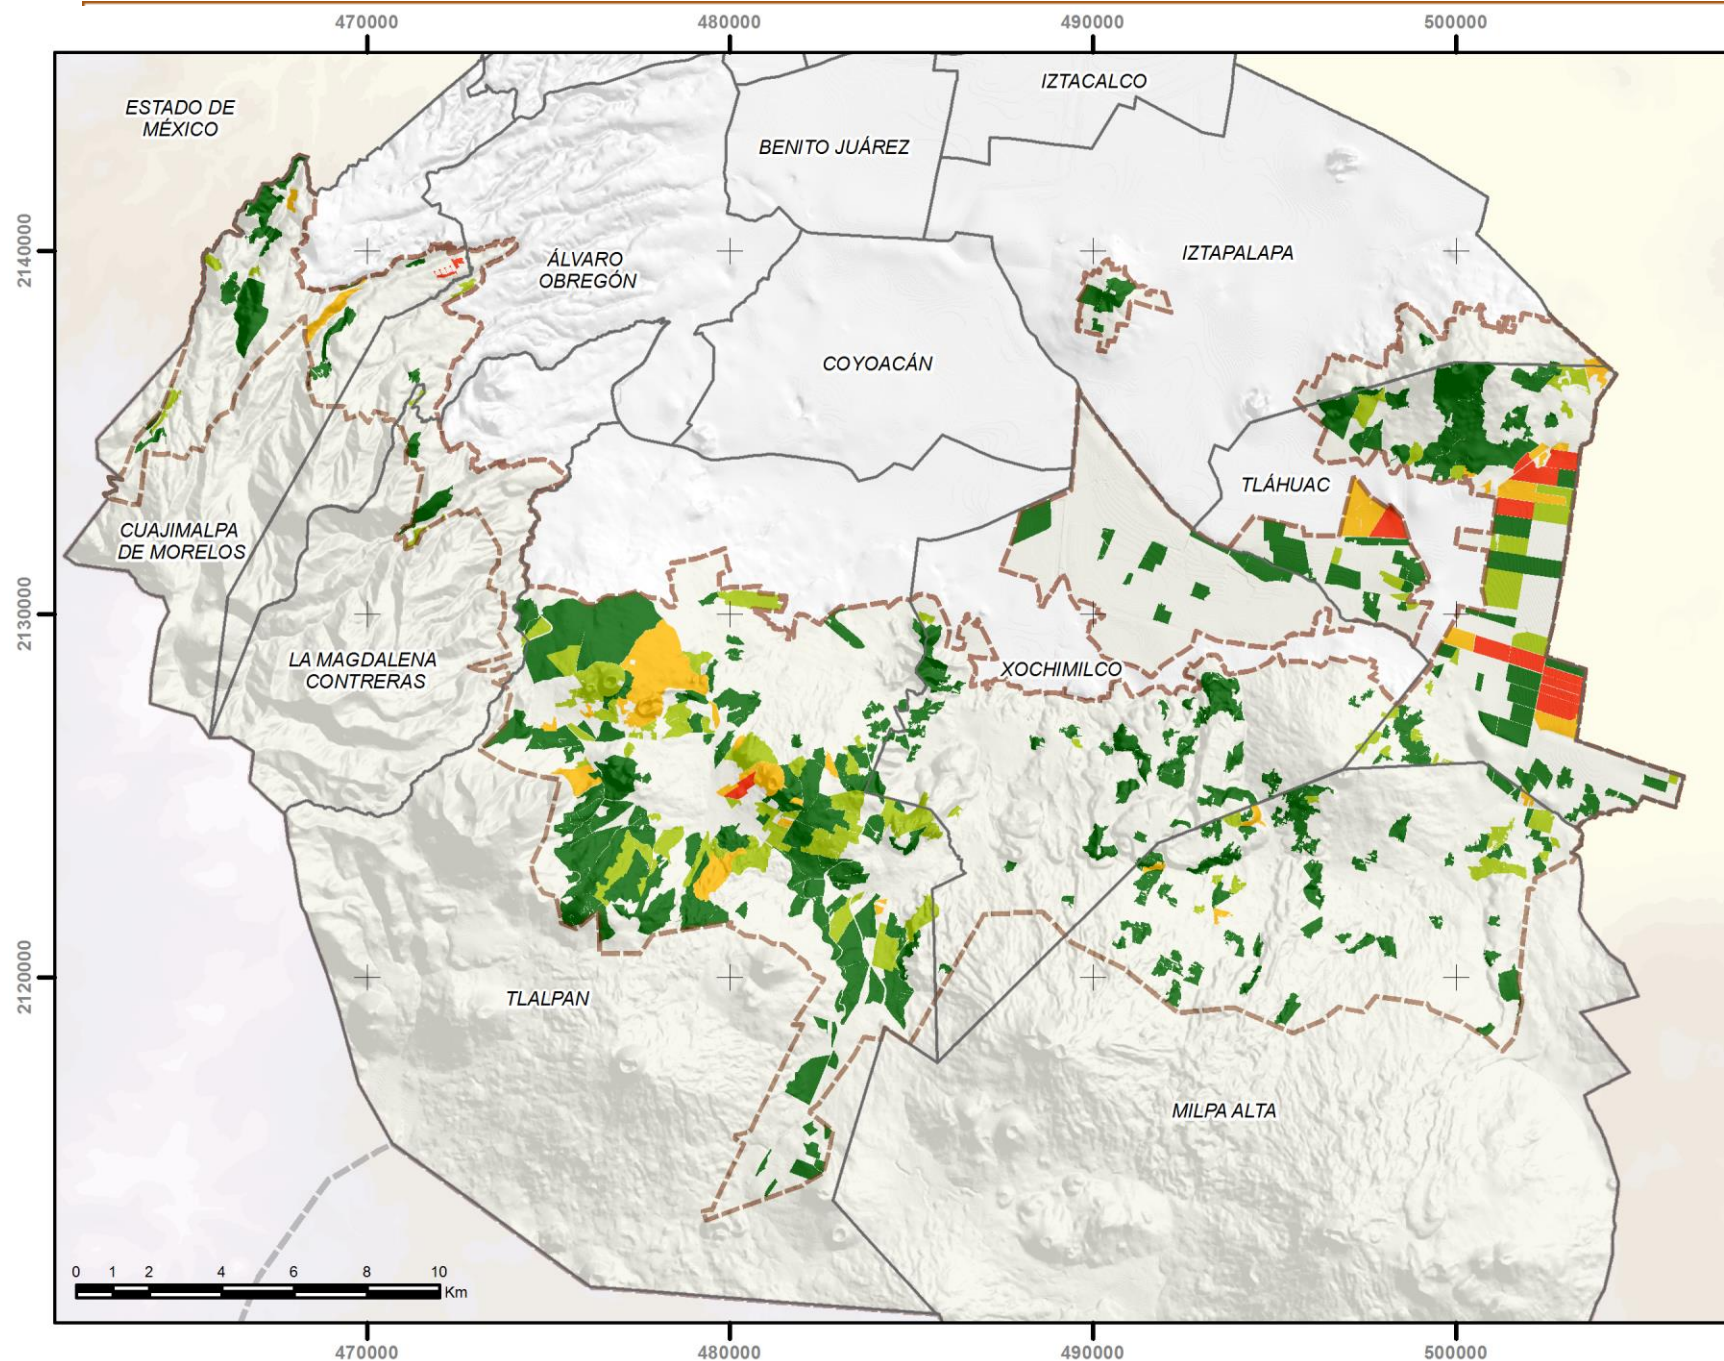 470000
480000
490000
500000
ESTADO DE
MÉXICO
IZTACALCO
BENITO JUÁREZ
2140000
ÁLVARO
OBREGÓN
IZTAPALAPA
COYOACÁN
TLÁHUAC
CUAJIMALPA
DE MORELOS
2130000
LA MAGDALENA
CONTRERAS
XOCHIMILCO
2120000
TLALPAN
MILPA ALTA
0 1 2 4 6 8 10
Km
470000
480000
490000
500000